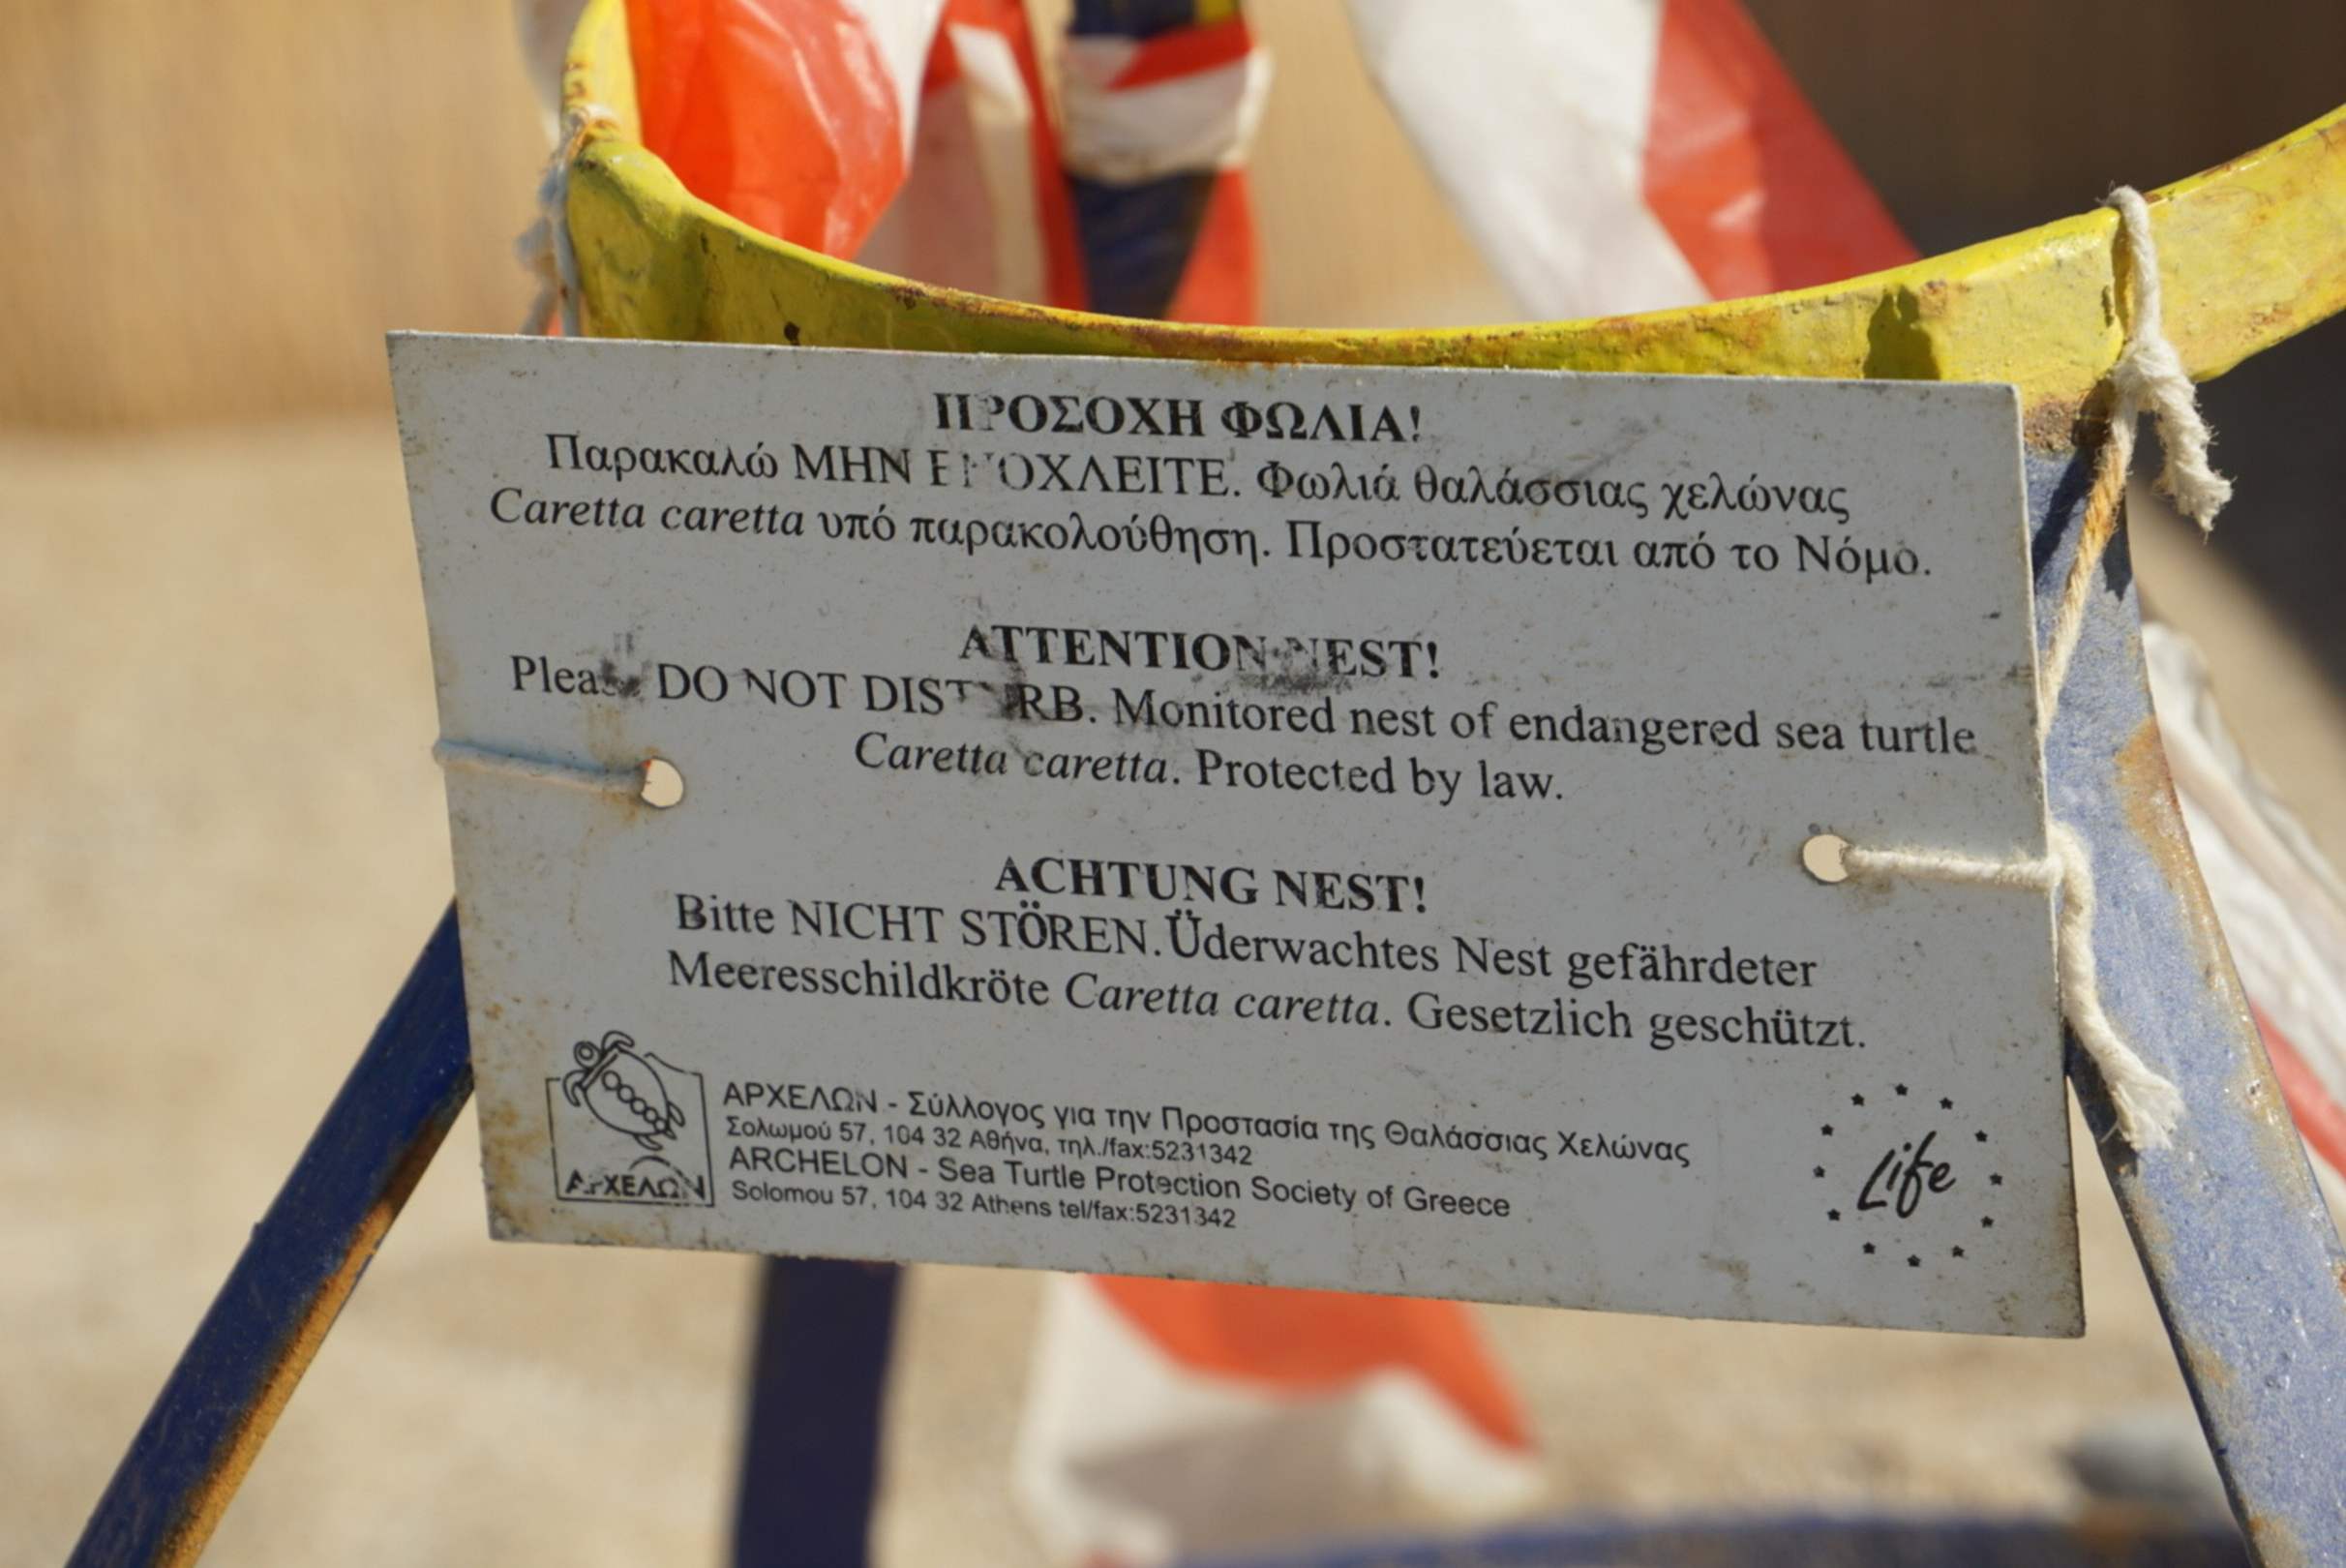 ΠΡΟΣΟΧΗ ΦΩΛΙΑ!
Παρακαλώ ΜΗΝ ΕΝΟΧΛΕΙΤΕ. Φωλιά θαλάσσιας χελώνας
Caretta caretta υπό παρακολούθηση. Προστατεύεται από το Νόμο.
ATTENTION NEST!
Please DO NOT DISTURB. Monitored nest of endangered sea turtle
Caretta caretta. Protected by law.
ACHTUNG NEST!
Bitte NICHT STÖREN. Üderwachtes Nest gefährdeter
Meeresschildkröte Caretta caretta. Gesetzlich geschützt.
ΑΡΧΕΛΩΝ - Σύλλογος για την Προστασία της Θαλάσσιας Χελώνας
Σολωμού 57, 104 32 Αθήνα, τηλ./fax:5231342
ARCHELON - Sea Turtle Protection Society of Greece
Solomou 57, 104 32 Athens tel/fax:5231342
ΑΡΧΕΛΩΝ
Life